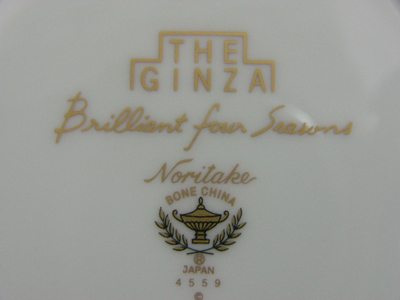 THE
GINZA
Brilliant four Seasons
Noritake
BONE CHINA
®
JAPAN
4559
©